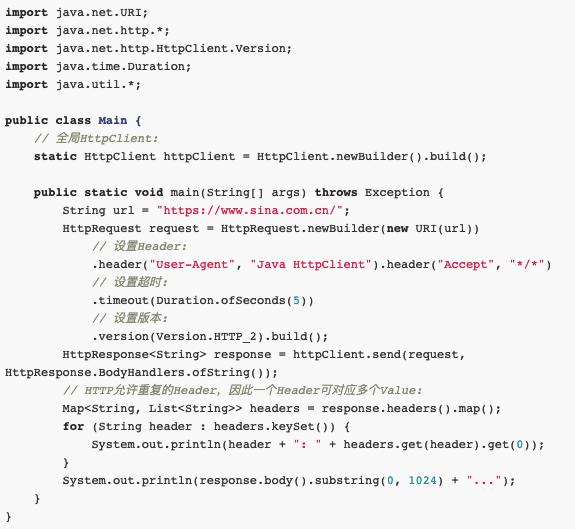 import java.net.URI;
import java.net.http.*;
import java.net.http.HttpClient.Version;
import java.time.Duration;
import java.util.*;

public class Main {
    // 全局HttpClient:
    static HttpClient httpClient = HttpClient.newBuilder().build();

    public static void main(String[] args) throws Exception {
        String url = "https://www.sina.com.cn/";
        HttpRequest request = HttpRequest.newBuilder(new URI(url))
            // 设置Header:
            .header("User-Agent", "Java HttpClient").header("Accept", "*/*")
            // 设置超时:
            .timeout(Duration.ofSeconds(5))
            // 设置版本:
            .version(Version.HTTP_2).build();
        HttpResponse<String> response = httpClient.send(request,
HttpResponse.BodyHandlers.ofString());
        // HTTP允许重复的Header，因此一个Header可对应多个Value:
        Map<String, List<String>> headers = response.headers().map();
        for (String header : headers.keySet()) {
            System.out.println(header + ": " + headers.get(header).get(0));
        }
        System.out.println(response.body().substring(0, 1024) + "...");
    }
}